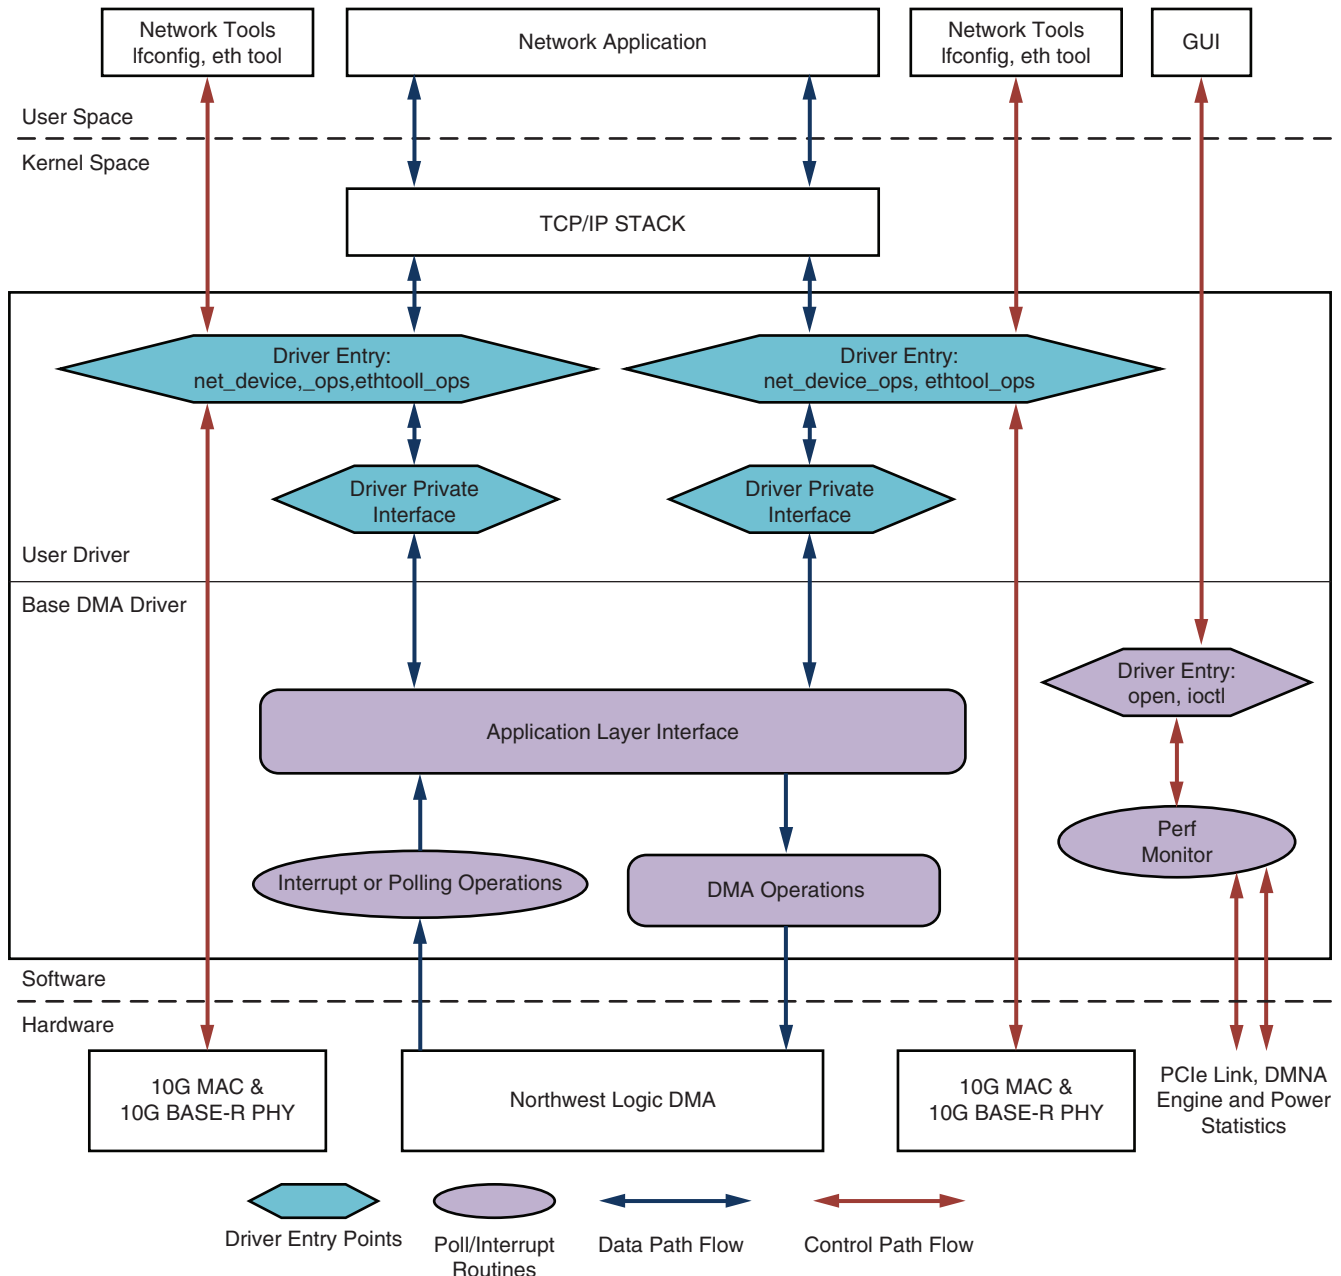 Network Tools
Ifconfig, eth tool
Network Application
Network Tools
Ifconfig, eth tool
GUI
User Space
Kernel Space
TCP/IP STACK
Driver Entry:
net_device,_ops,ethtooll_ops
Driver Entry:
net_device_ops, ethtool_ops
Driver Private
Interface
Driver Private
Interface
User Driver
Base DMA Driver
Driver Entry:
open, ioctl
Application Layer Interface
Perf
Monitor
Interrupt or Polling Operations
DMA Operations
Software
Hardware
10G MAC &
10G BASE-R PHY
Northwest Logic DMA
10G MAC &
10G BASE-R PHY
PCIe Link, DMNA
Engine and Power
Statistics
Driver Entry Points
Poll/Interrupt
Routines
Data Path Flow
Control Path Flow